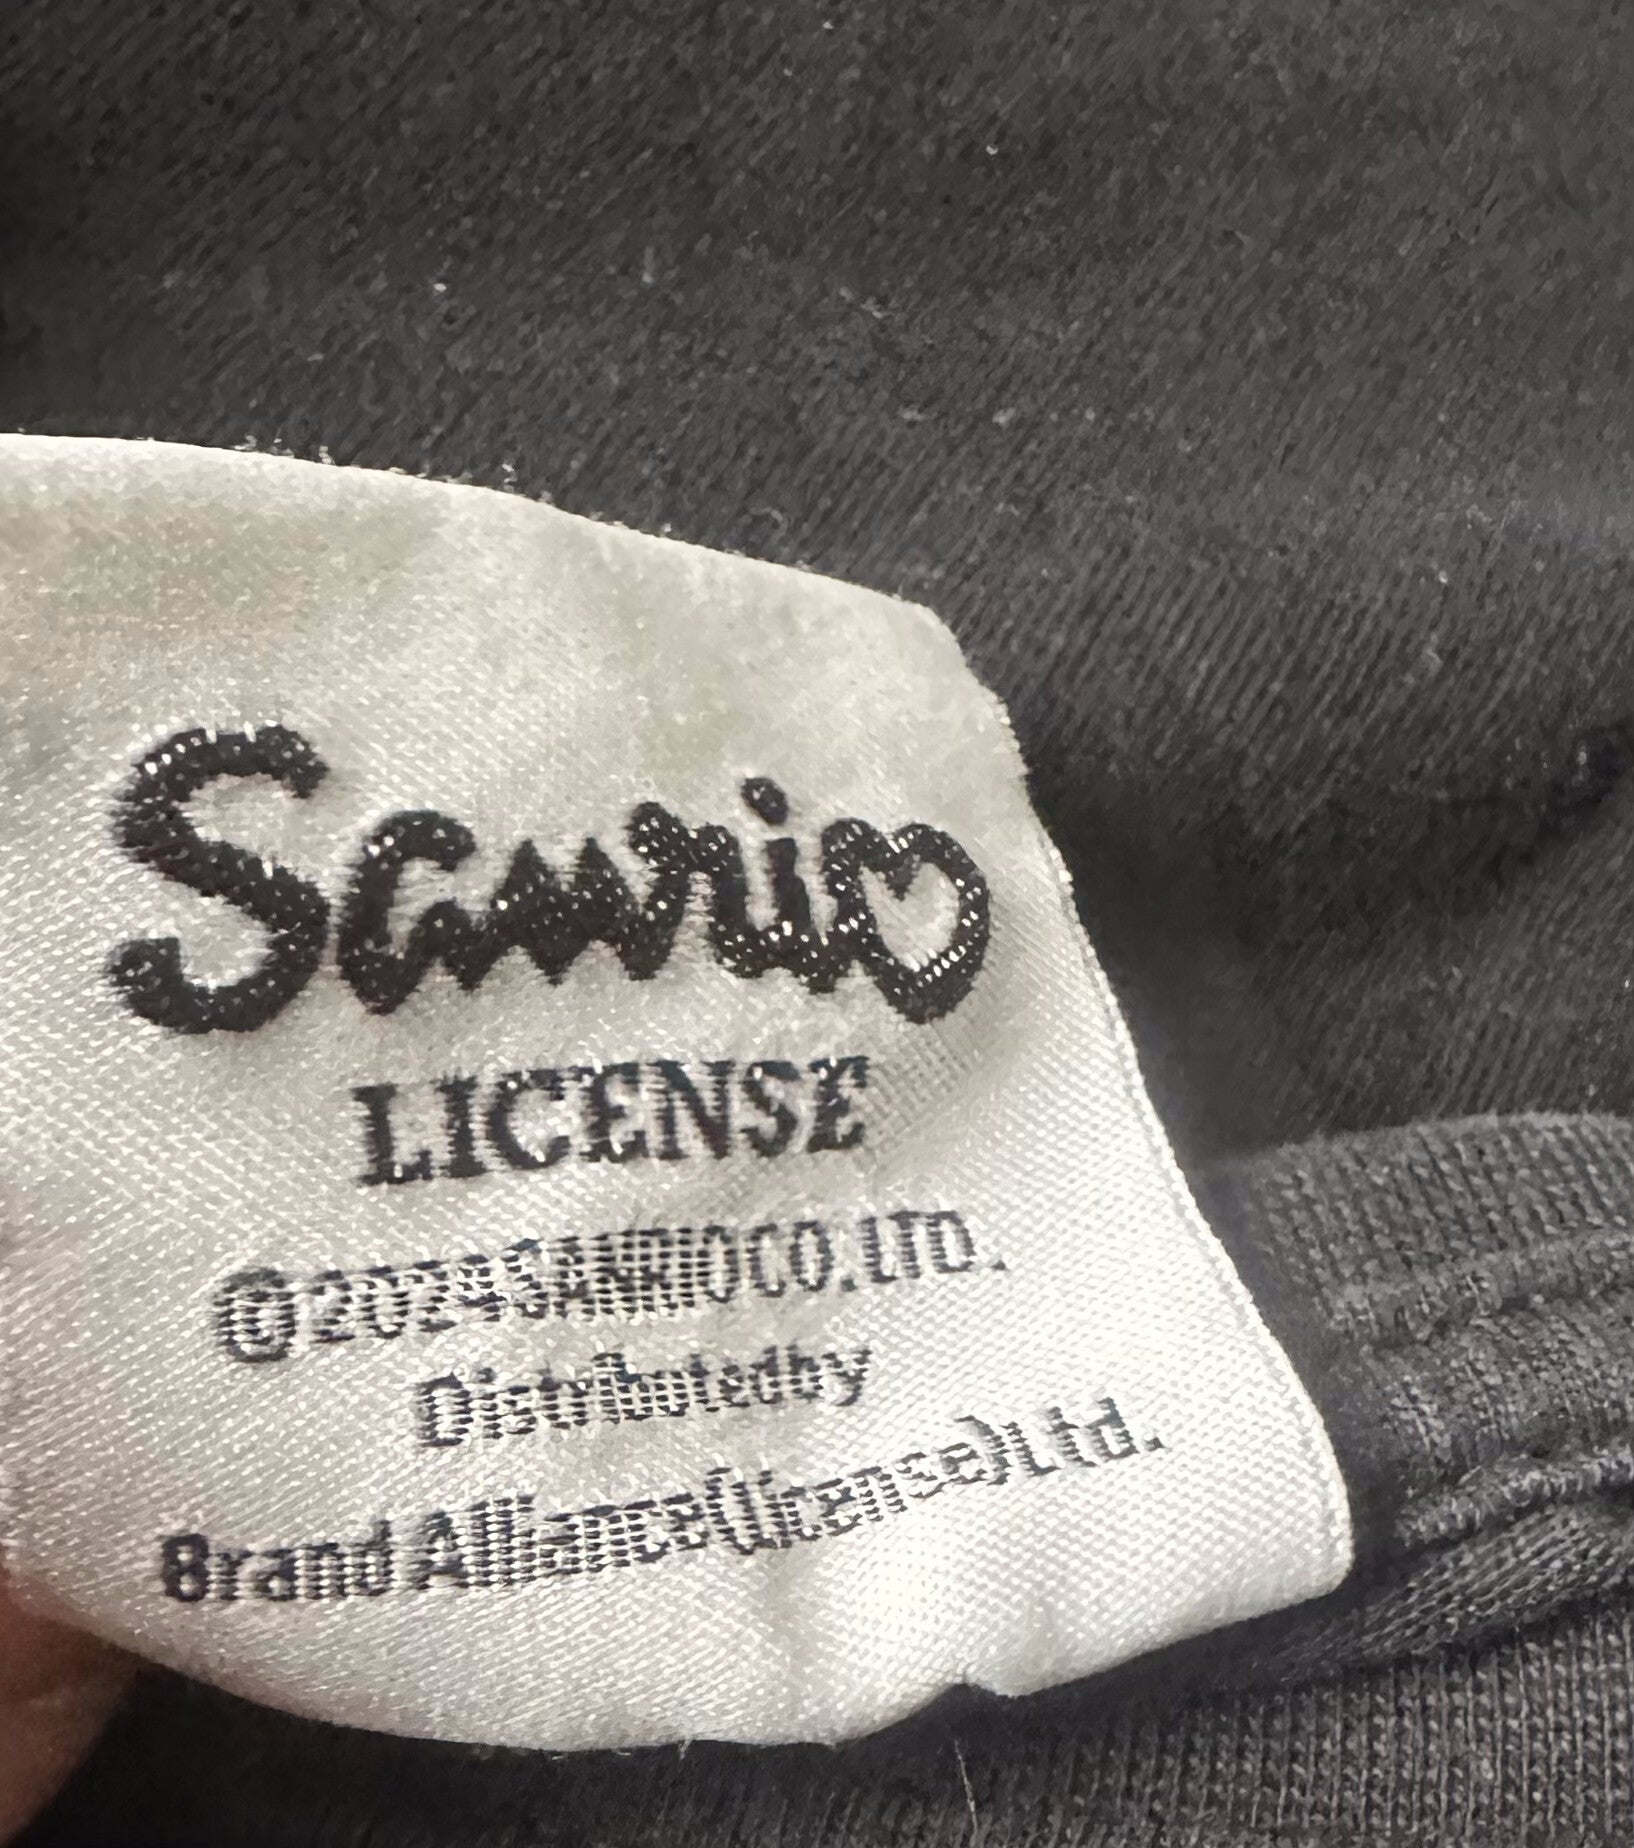 Sanrio
LICENSE
©2024SANRIOCO.LTD.
Distributedby
Brand Alliance(license)Ltd.